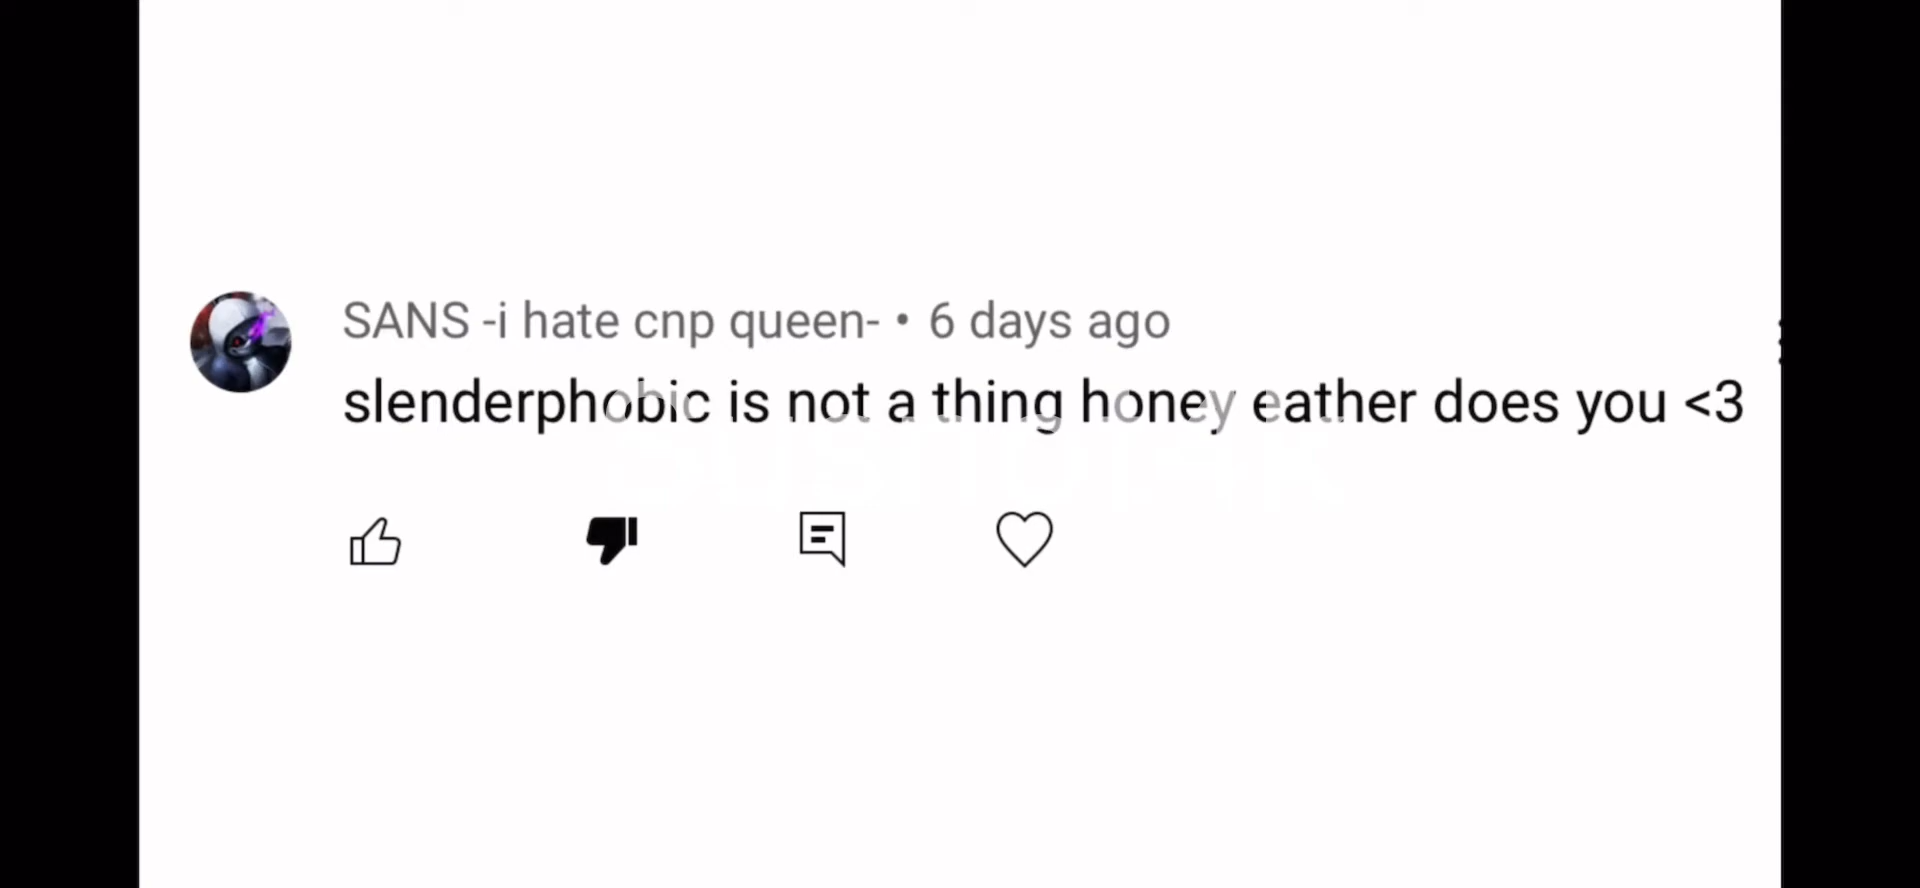 SANS -i hate cnp queen- • 6 days ago
slenderphobic is not a thing honey eather does you <3